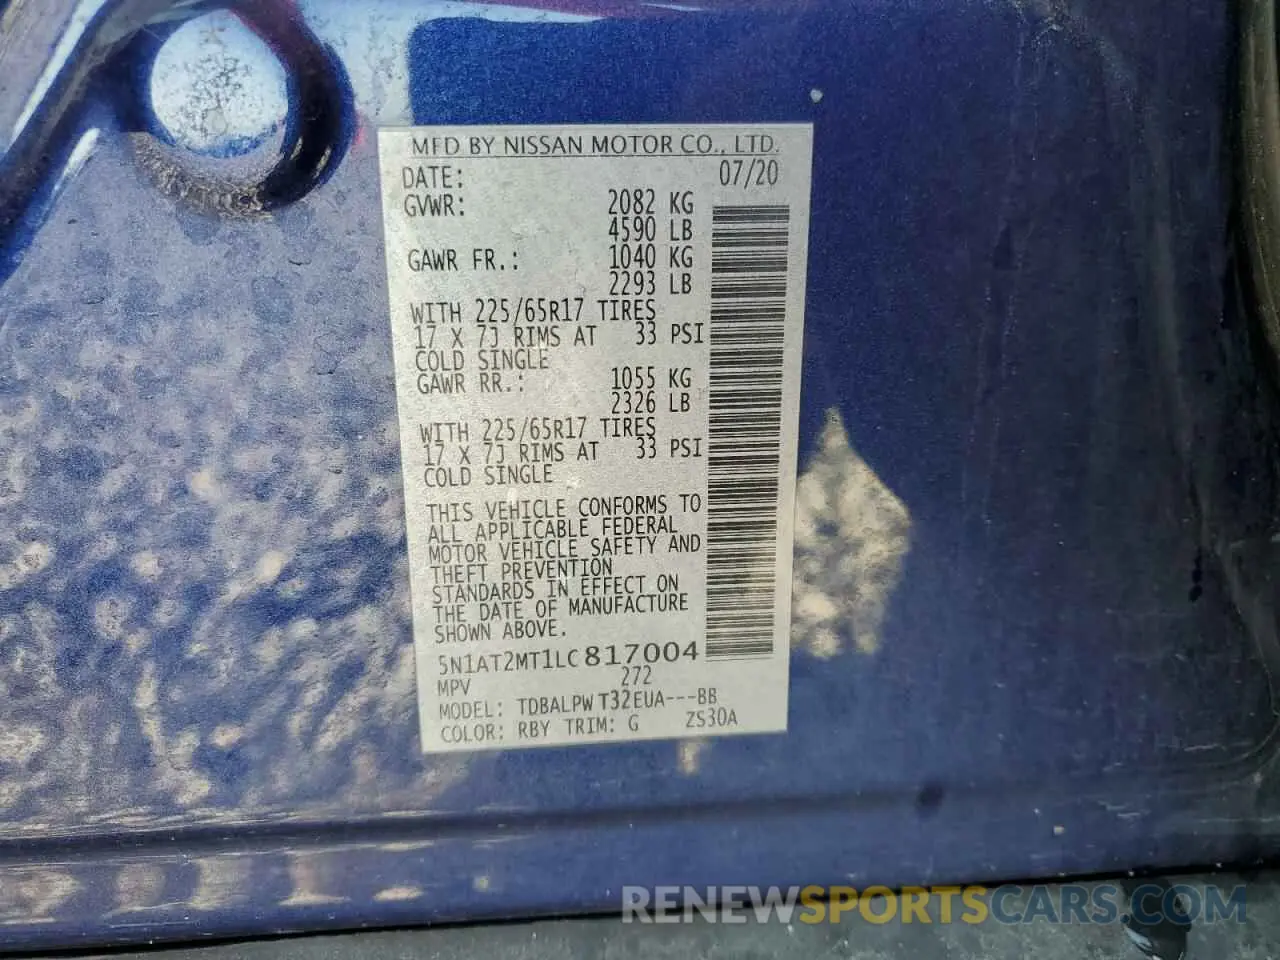 MFD BY NISSAN MOTOR CO., LTD.
DATE: 07/20
GVWR: 2082 KG
4590 LB
GAWR FR.: 1040 KG
2293 LB
WITH 225/65R17 TIRES
17 X 7J RIMS AT 33 PSI
COLD SINGLE
GAWR RR.: 1055 KG
2326 LB
WITH 225/65R17 TIRES
17 X 7J RIMS AT 33 PSI
COLD SINGLE
THIS VEHICLE CONFORMS TO
ALL APPLICABLE FEDERAL
MOTOR VEHICLE SAFETY AND
THEFT PREVENTION
STANDARDS IN EFFECT ON
THE DATE OF MANUFACTURE
SHOWN ABOVE.
5N1AT2MT1LC817004
MPV 272
MODEL: TDBALPWT32EUA---BB
COLOR: RBY TRIM: G ZS30A
RENEWSPORTSCARS.COM